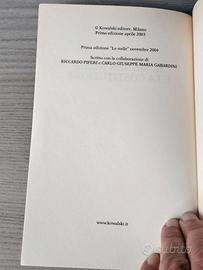 © Kowalski editore, Milano
Prima edizione aprile 2003
Prima edizione "Le stelle" novembre 2004
Scritto con la collaborazione di
RICCARDO PIFERI e CARLO GIUSEPPE MARIA GABARDINI
www.kowalski.it
subito